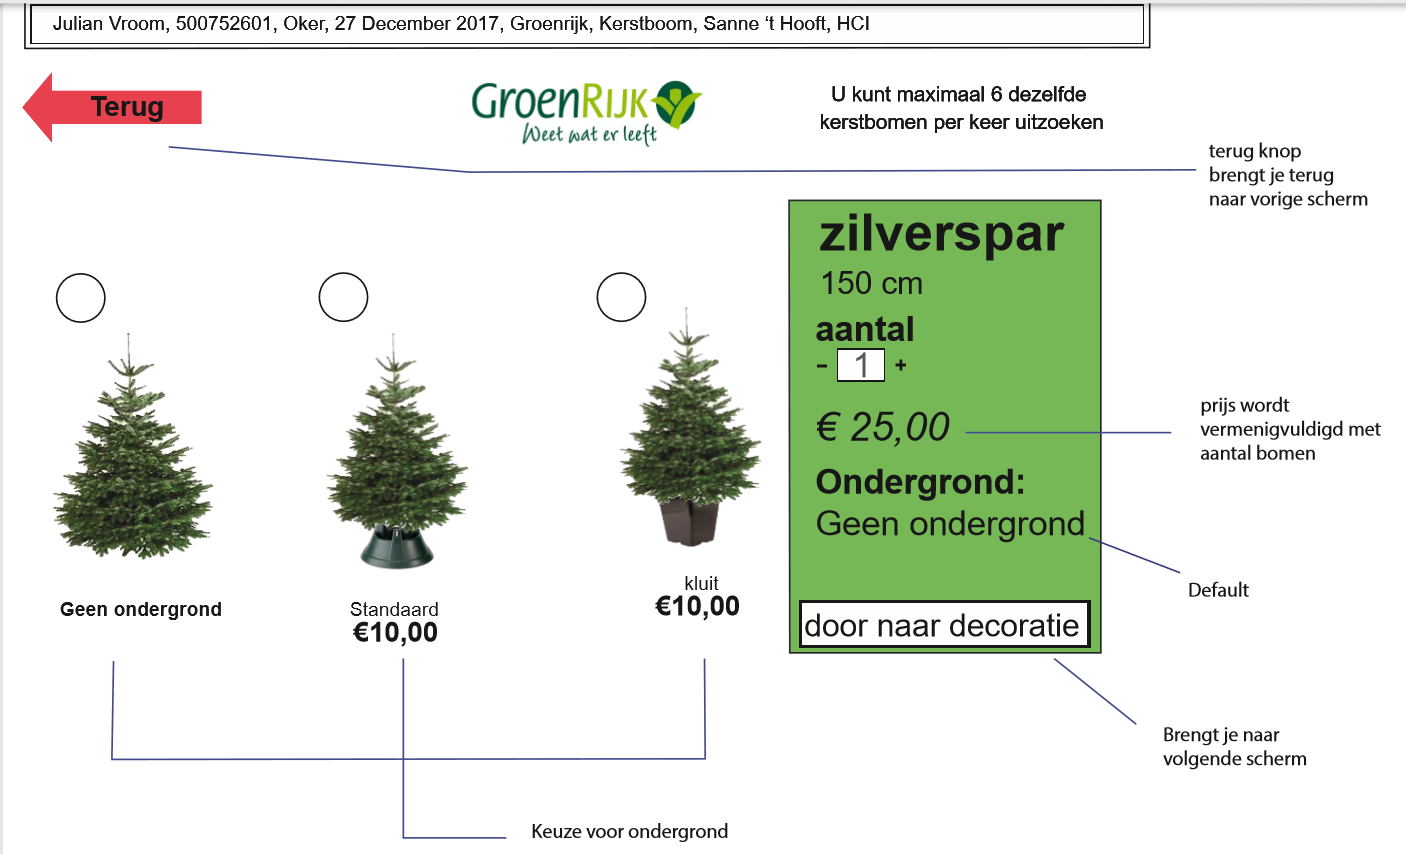 Julian Vroom, 500752601, Oker, 27 December 2017, Groenrijk, Kerstboom, Sanne ‘t Hooft, HCI
Terug
GROENRIJK
Weet wat er leeft
U kunt maximaal 6 dezelfde
kerstbomen per keer uitzoeken
terug knop
brengt je terug
naar vorige scherm
zilverspar
150 cm
aantal
- 1 +
€ 25,00
prijs wordt
vermenigvuldigd met
aantal bomen
Ondergrond:
Geen ondergrond
Default
door naar decoratie
Geen ondergrond
Standaard
€10,00
kluit
€10,00
Brengt je naar
volgende scherm
Keuze voor ondergrond